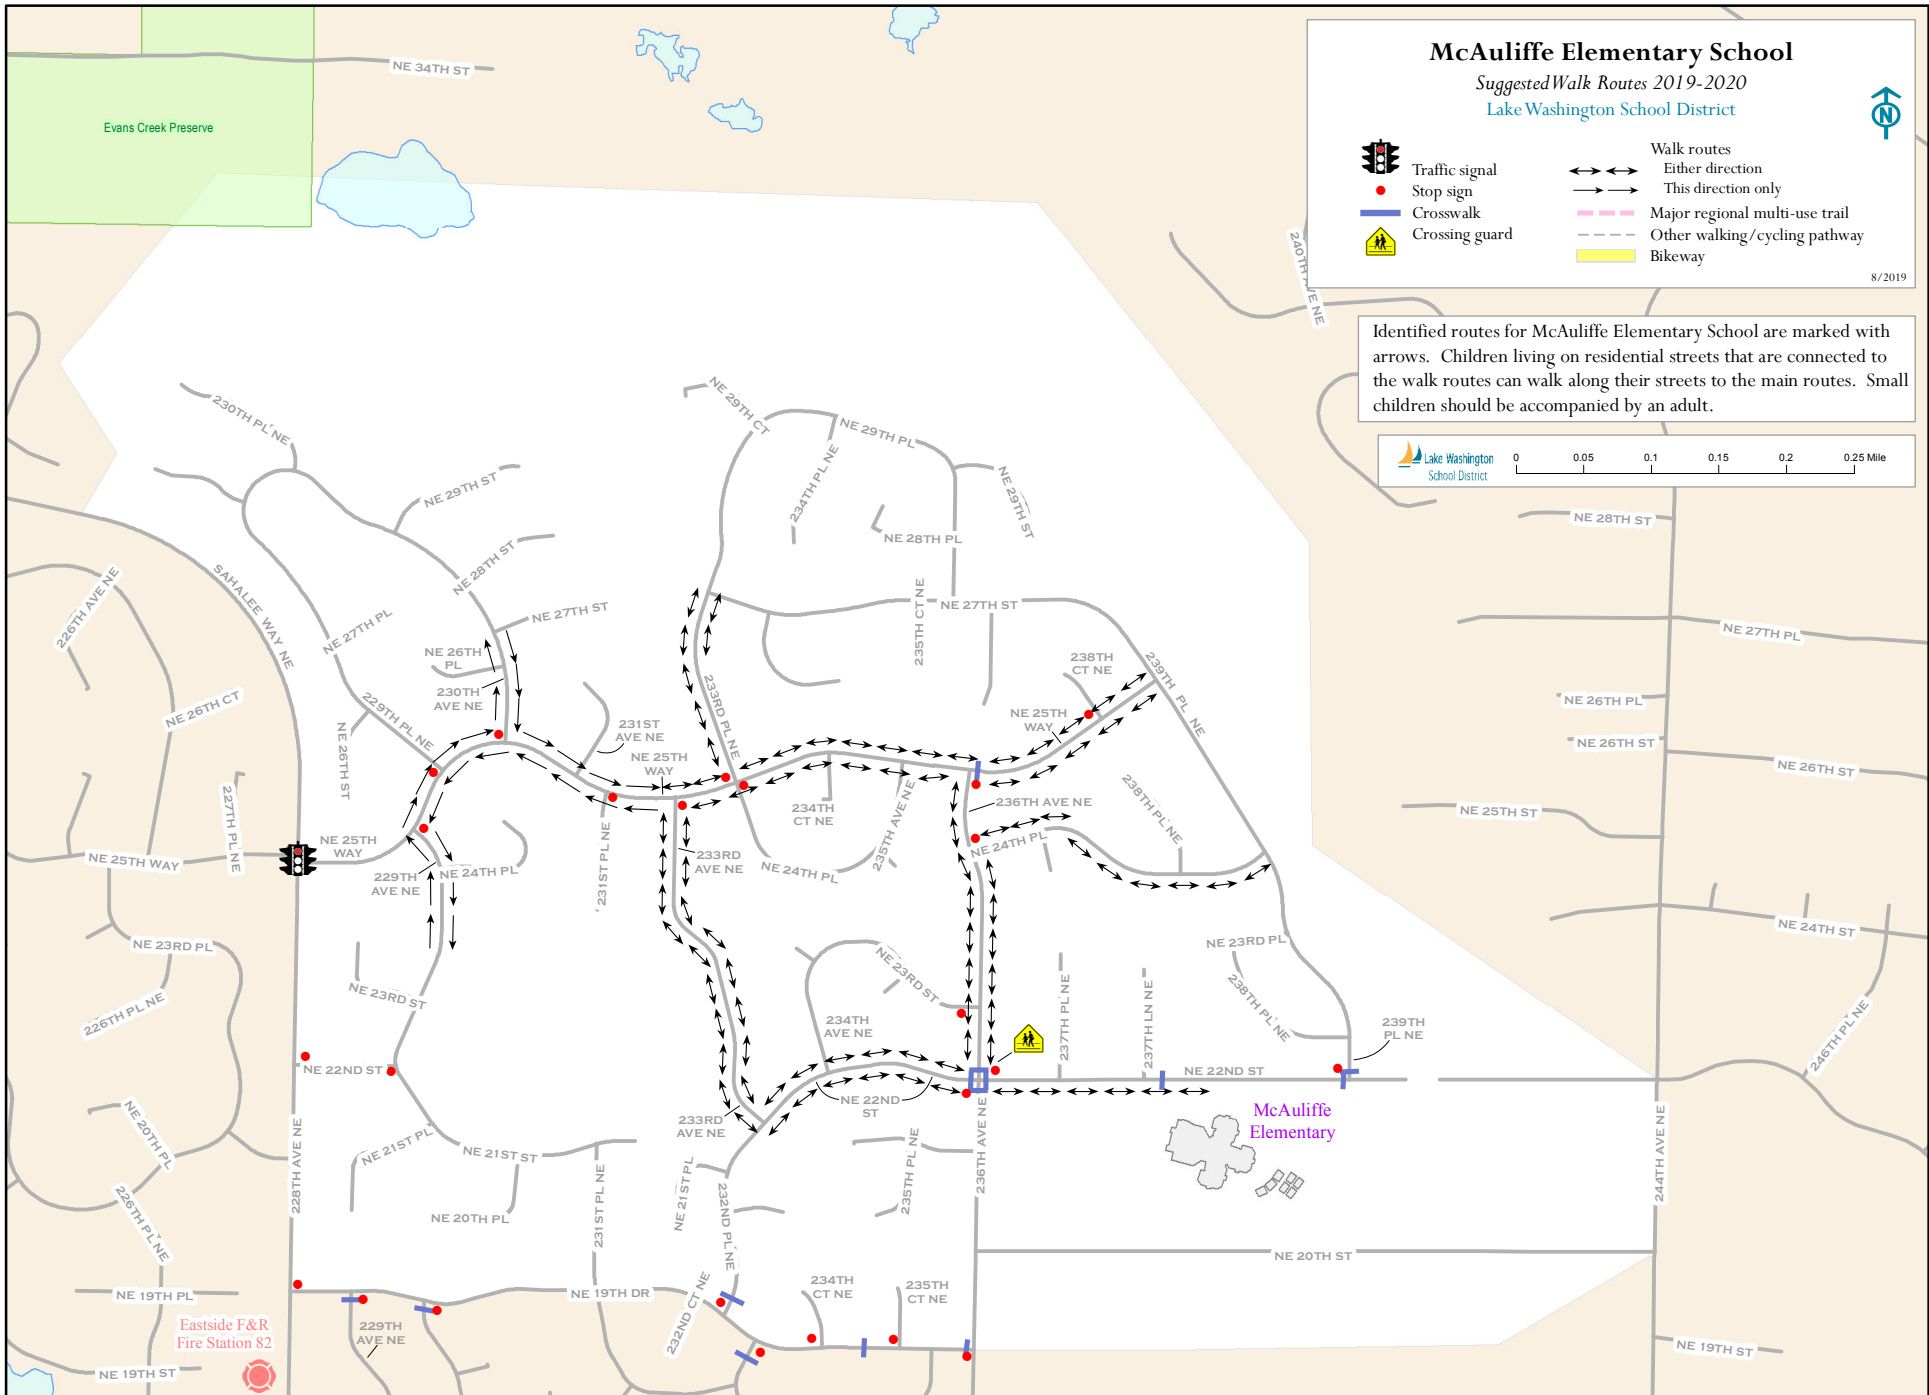 McAuliffe Elementary School
Suggested Walk Routes 2019-2020
Lake Washington School District
N
Traffic signal
Stop sign
Crosswalk
Crossing guard
Walk routes
Either direction
This direction only
Major regional multi-use trail
Other walking/cycling pathway
Bikeway
8/2019
Identified routes for McAuliffe Elementary School are marked with
arrows. Children living on residential streets that are connected to
the walk routes can walk along their streets to the main routes. Small
children should be accompanied by an adult.
Lake Washington
School District
0 0.05 0.1 0.15 0.2 0.25 Mile
NE 34TH ST
Evans Creek Preserve
240TH AVE NE
230TH PL NE
NE 29TH CT
NE 29TH PL
234TH PL NE
NE 29TH ST
NE 29TH ST
NE 28TH PL
NE 28TH ST
NE 28TH ST
SAHALEE WAY NE
226TH AVE NE
NE 27TH PL
NE 27TH ST
235TH CT NE
NE 27TH ST
NE 27TH PL
NE 26TH
PL
230TH
AVE NE
238TH
CT NE
239TH PL NE
NE 26TH CT
229TH PL NE
NE 26TH ST
231ST
AVE NE
233RD PL NE
NE 25TH
WAY
NE 25TH
WAY
NE 26TH PL
NE 26TH ST
NE 26TH ST
227TH PL NE
234TH
CT NE
235TH AVE NE
236TH AVE NE
238TH PL NE
NE 25TH ST
NE 25TH WAY
NE 25TH
WAY
229TH
AVE NE
NE 24TH PL
231ST PL NE
233RD
AVE NE
NE 24TH PL
NE 24TH PL
NE 24TH ST
NE 23RD PL
NE 23RD ST
NE 23RD ST
NE 23RD PL
226TH PL NE
234TH
AVE NE
237TH PL NE
237TH LN NE
238TH PL NE
239TH
PL NE
246TH PL NE
NE 22ND ST
NE 22ND ST
NE 22ND
ST
233RD
AVE NE
McAuliffe
Elementary
NE 20TH PL
228TH AVE NE
NE 21ST PL
NE 21ST ST
NE 21ST PL
235TH PL NE
236TH AVE NE
244TH AVE NE
226TH PL NE
NE 20TH PL
231ST PL NE
232ND PL NE
NE 20TH ST
NE 19TH PL
NE 19TH DR
232ND CT NE
234TH
CT NE
235TH
CT NE
Eastside F&R
Fire Station 82
229TH
AVE NE
NE 19TH ST
NE 19TH ST